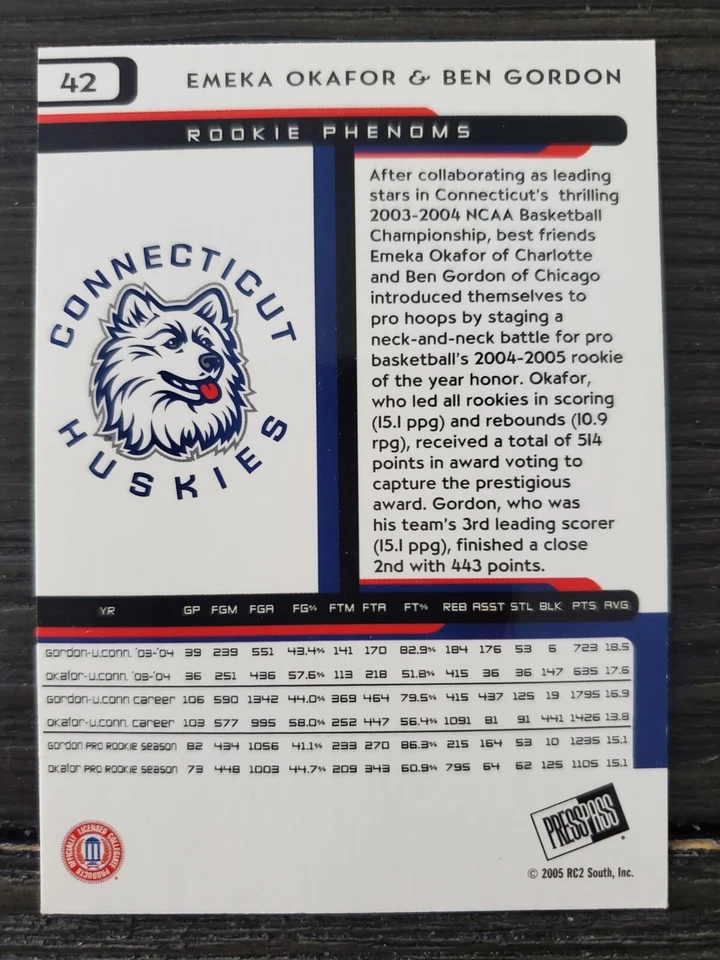 42
EMEKA OKAFOR & BEN GORDON
ROOKIE PHENOMS
CONNECTICUT
HUSKIES
After collaborating as leading
stars in Connecticut's thrilling
2003-2004 NCAA Basketball
Championship, best friends
Emeka Okafor of Charlotte
and Ben Gordon of Chicago
introduced themselves to
pro hoops by staging a
neck-and-neck battle for pro
basketball's 2004-2005 rookie
of the year honor. Okafor,
who led all rookies in scoring
(15.1 ppg) and rebounds (10.9
rpg), received a total of 514
points in award voting to
capture the prestigious
award. Gordon, who was
his team's 3rd leading scorer
(15.1 ppg), finished a close
2nd with 443 points.
YR GP FGM FGA FG% FTM FTA FT% REB ASST STL BLK PTS AVG
Gordon-U.Conn. '03-'04 39 239 551 43.4% 141 170 82.9% 184 176 53 6 723 18.5
Okafor-U.Conn. '03-'04 36 251 436 57.6% 113 218 51.8% 415 36 36 147 635 17.6
Gordon-U.Conn Career 106 590 1342 44.0% 369 464 79.5% 415 437 125 19 1795 16.9
Okafor-U.Conn. Career 103 577 995 58.0% 252 447 56.4% 1091 81 91 441 1426 13.8
Gordon PRO ROOKIE SEASON 82 434 1056 41.1% 233 270 86.3% 215 164 53 10 1235 15.1
Okafor PRO ROOKIE SEASON 73 448 1003 44.7% 209 343 60.9% 795 64 62 125 1105 15.1
OFFICIALLY LICENSED COLLEGIATE PRODUCTS
PRESS PASS
© 2005 RC2 South, Inc.